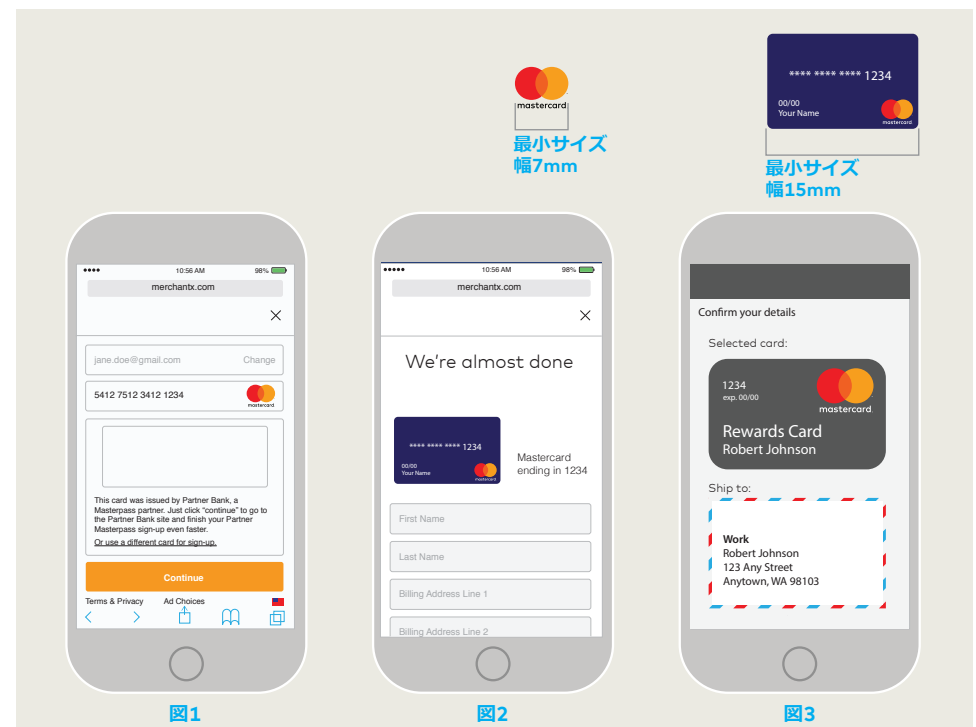 mastercard
最小サイズ
幅7mm
**** **** **** 1234
00/00
Your Name
mastercard
最小サイズ
幅15mm
10:56 AM
98%
merchantx.com
jane.doe@gmail.com
Change
5412 7512 3412 1234
mastercard
This card was issued by Partner Bank, a
Masterpass partner. Just click “continue” to go to
the Partner Bank site and finish your Partner
Masterpass sign-up even faster.
Or use a different card for sign-up.
Continue
Terms & Privacy
Ad Choices
図1
10:56 AM
98%
merchantx.com
We're almost done
**** **** **** 1234
00/00
Your Name
mastercard
Mastercard
ending in 1234
First Name
Last Name
Billing Address Line 1
Billing Address Line 2
図2
Confirm your details
Selected card:
1234
exp. 00/00
mastercard
Rewards Card
Robert Johnson
Ship to:
Work
Robert Johnson
123 Any Street
Anytown, WA 98103
図3